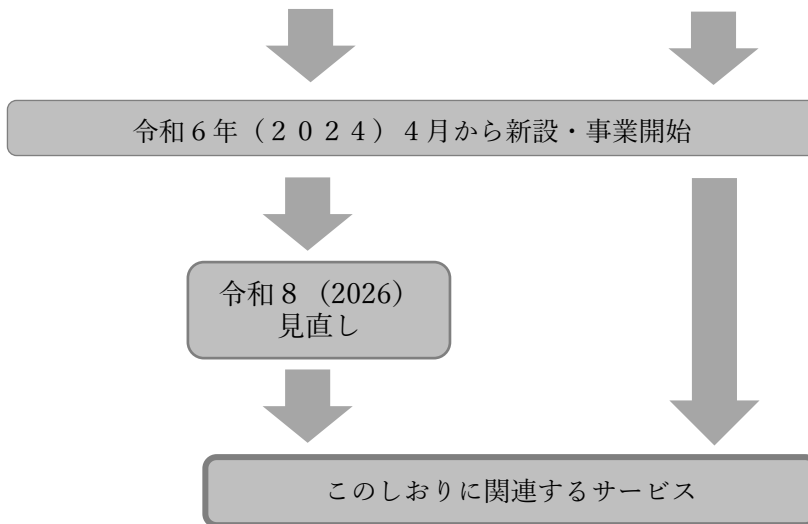 令和６年（２０２４）４月から新設・事業開始
令和８（2026）
見直し
このしおりに関連するサービス